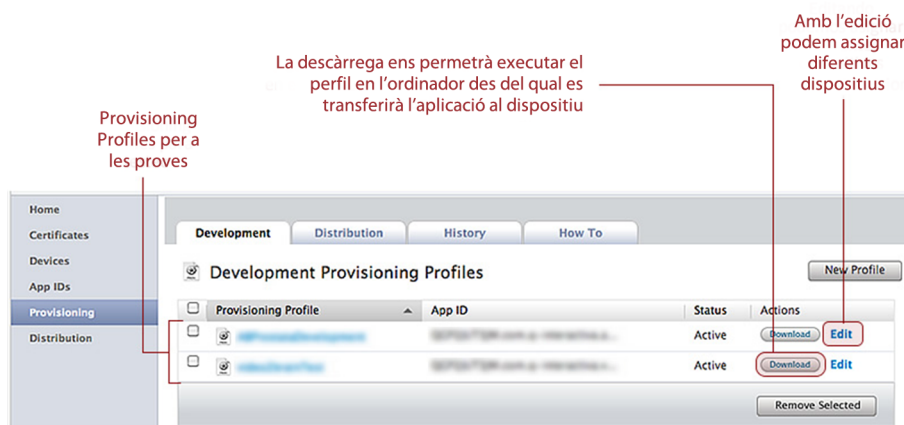 Amb l'edició
podem assignar
diferents
dispositius
La descàrrega ens permetrà executar el
perfil en l'ordinador des del qual es
transferirà l'aplicació al dispositiu
Provisioning
Profiles per a
les proves
Home
Certificates
Devices
App IDs
Provisioning
Distribution
Development Distribution History How To
Development Provisioning Profiles
New Profile
Provisioning Profile App ID Status Actions
Active Download Edit
Active Download Edit
Remove Selected